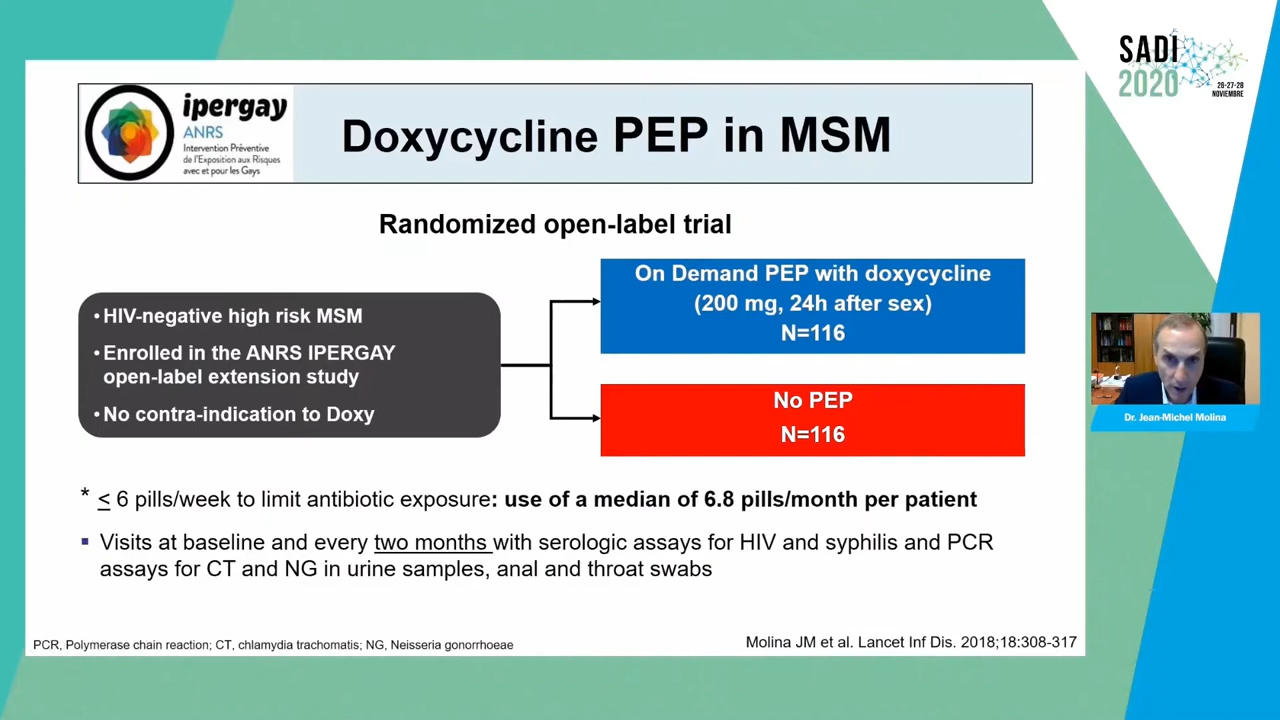 SADI
2020
26-27-28
NOVIEMBRE
ipergay
ANRS
Intervention Préventive
de l'Exposition aux Risques
avec et pour les Gays
Doxycycline PEP in MSM
Randomized open-label trial
• HIV-negative high risk MSM
• Enrolled in the ANRS IPERGAY
open-label extension study
• No contra-indication to Doxy
On Demand PEP with doxycycline
(200 mg, 24h after sex)
N=116
No PEP
N=116
* ≤ 6 pills/week to limit antibiotic exposure: use of a median of 6.8 pills/month per patient
▪ Visits at baseline and every two months with serologic assays for HIV and syphilis and PCR
assays for CT and NG in urine samples, anal and throat swabs
PCR, Polymerase chain reaction; CT, chlamydia trachomatis; NG, Neisseria gonorrhoeae
Molina JM et al. Lancet Inf Dis. 2018;18:308-317
Dr. Jean-Michel Molina